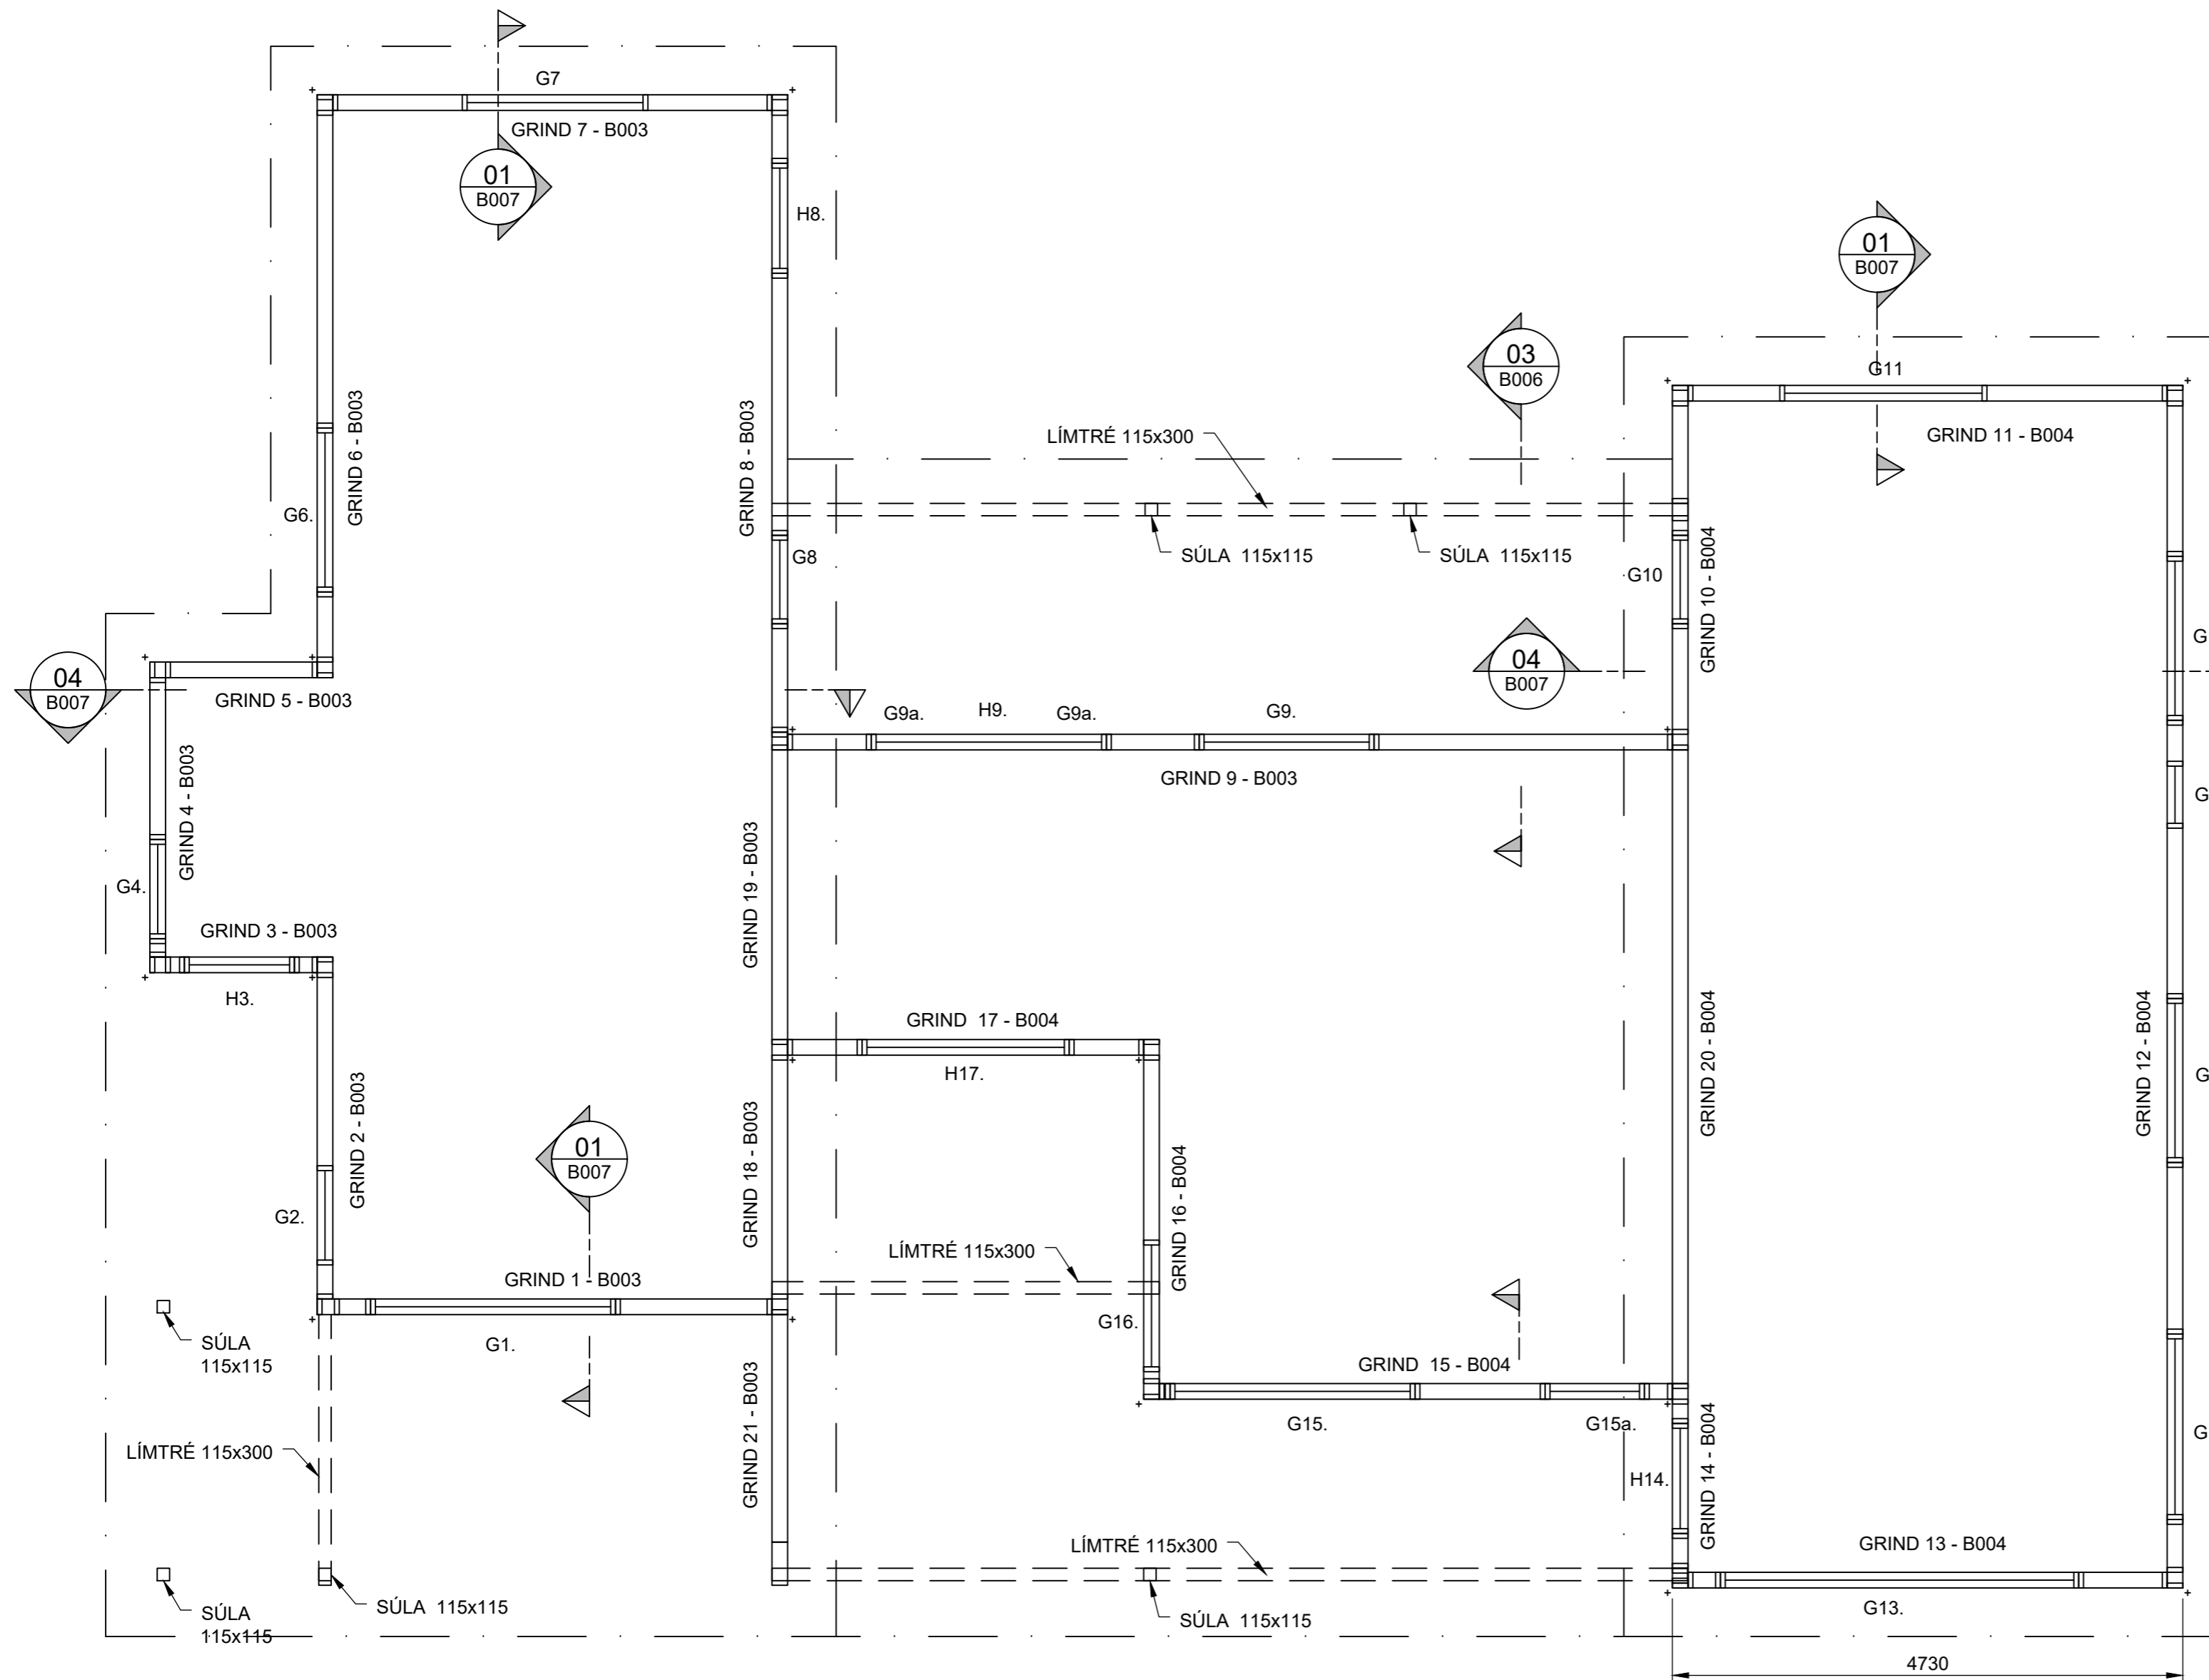 G7
GRIND 7 - B003
01
B007
H8.
01
B007
G11
GRIND 11 - B004
03
B006
LÍMTRÉ 115x300
GRIND 6 - B003
GRIND 8 - B003
G6.
G8
SÚLA 115x115
SÚLA 115x115
G10
GRIND 10 - B004
G
04
B007
GRIND 5 - B003
04
B007
G9a.
H9.
G9a.
G9.
GRIND 9 - B003
G
GRIND 4 - B003
G4.
GRIND 3 - B003
H3.
GRIND 19 - B003
GRIND 17 - B004
H17.
GRIND 20 - B004
GRIND 12 - B004
G
GRIND 2 - B003
G2.
01
B007
GRIND 18 - B003
GRIND 16 - B004
LÍMTRÉ 115x300
GRIND 1 - B003
G1.
G16.
SÚLA
115x115
GRIND 15 - B004
G15.
G15a.
LÍMTRÉ 115x300
GRIND 21 - B003
H14.
GRIND 14 - B004
G
LÍMTRÉ 115x300
GRIND 13 - B004
SÚLA
115x115
SÚLA 115x115
SÚLA 115x115
G13.
4730